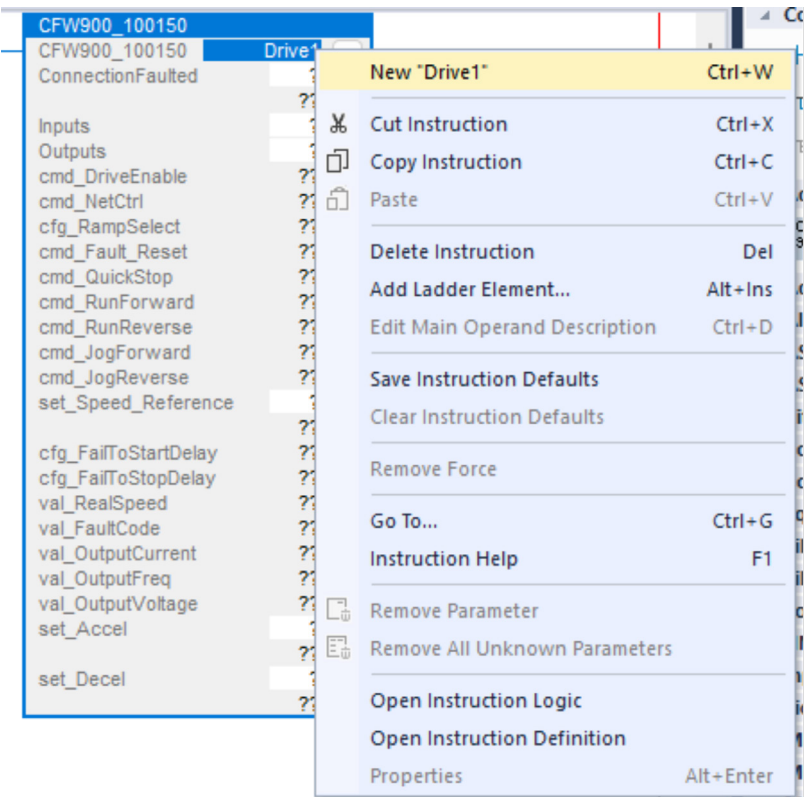 CFW900_100150
CFW900_100150 Drive1
ConnectionFaulted ?
??
Inputs ?
Outputs ?
cmd_DriveEnable ??
cmd_NetCtrl ??
cfg_RampSelect ??
cmd_Fault_Reset ??
cmd_QuickStop ??
cmd_RunForward ??
cmd_RunReverse ??
cmd_JogForward ??
cmd_JogReverse ??
set_Speed_Reference ?
??
cfg_FailToStartDelay ??
cfg_FailToStopDelay ??
val_RealSpeed ??
val_FaultCode ??
val_OutputCurrent ??
val_OutputFreq ??
val_OutputVoltage ??
set_Accel ?
??
set_Decel ?
??
New "Drive1" Ctrl+W
Cut Instruction Ctrl+X
Copy Instruction Ctrl+C
Paste Ctrl+V
Delete Instruction Del
Add Ladder Element... Alt+Ins
Edit Main Operand Description Ctrl+D
Save Instruction Defaults
Clear Instruction Defaults
Remove Force
Go To... Ctrl+G
Instruction Help F1
Remove Parameter
Remove All Unknown Parameters
Open Instruction Logic
Open Instruction Definition
Properties Alt+Enter